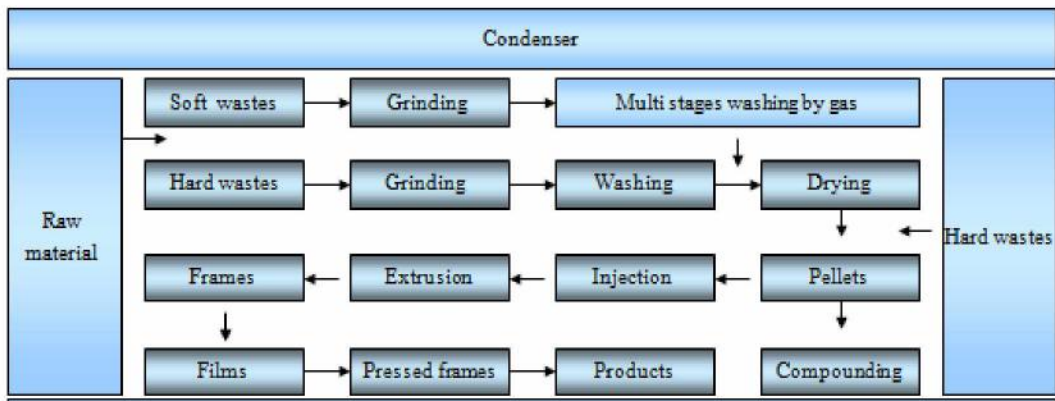 Condenser
Soft wastes
Grinding
Multi stages washing by gas
Hard wastes
Grinding
Washing
Drying
Raw
material
Hard wastes
Frames
Extrusion
Injection
Pellets
Films
Pressed frames
Products
Compounding